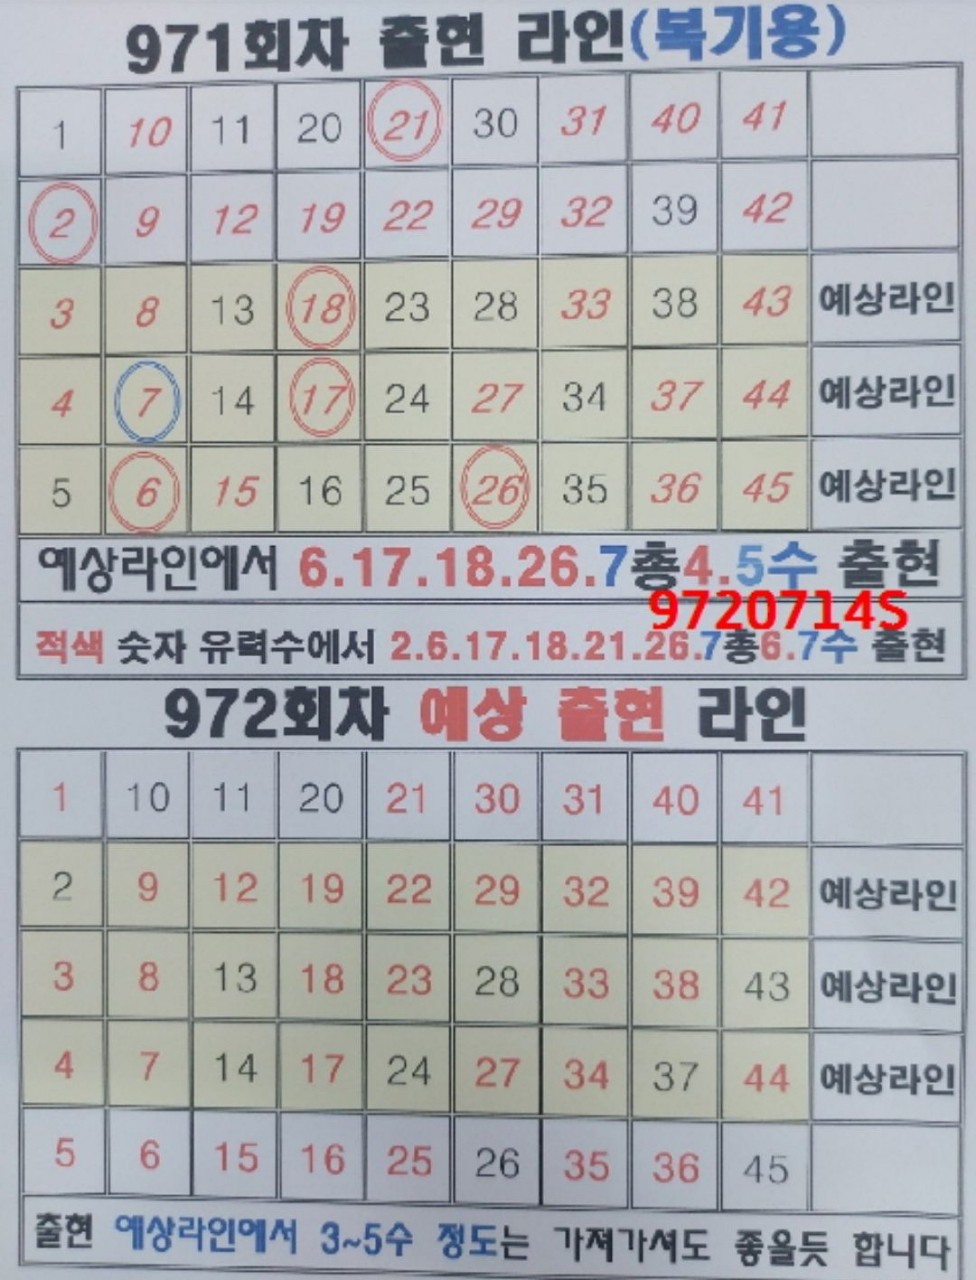 971회차 출현 라인(복기용)
1 10 11 20 21 30 31 40 41
2 9 12 19 22 29 32 39 42
3 8 13 18 23 28 33 38 43 예상라인
4 7 14 17 24 27 34 37 44 예상라인
5 6 15 16 25 26 35 36 45 예상라인
예상라인에서 6.17.18.26.7총4.5수 출현
9720714S
적색 숫자 유력수에서 2.6.17.18.21.26.7총6.7수 출현
972회차 예상 출현 라인
1 10 11 20 21 30 31 40 41
2 9 12 19 22 29 32 39 42 예상라인
3 8 13 18 23 28 33 38 43 예상라인
4 7 14 17 24 27 34 37 44 예상라인
5 6 15 16 25 26 35 36 45
출현 예상라인에서 3~5수 정도는 가져가셔도 좋을듯 합니다